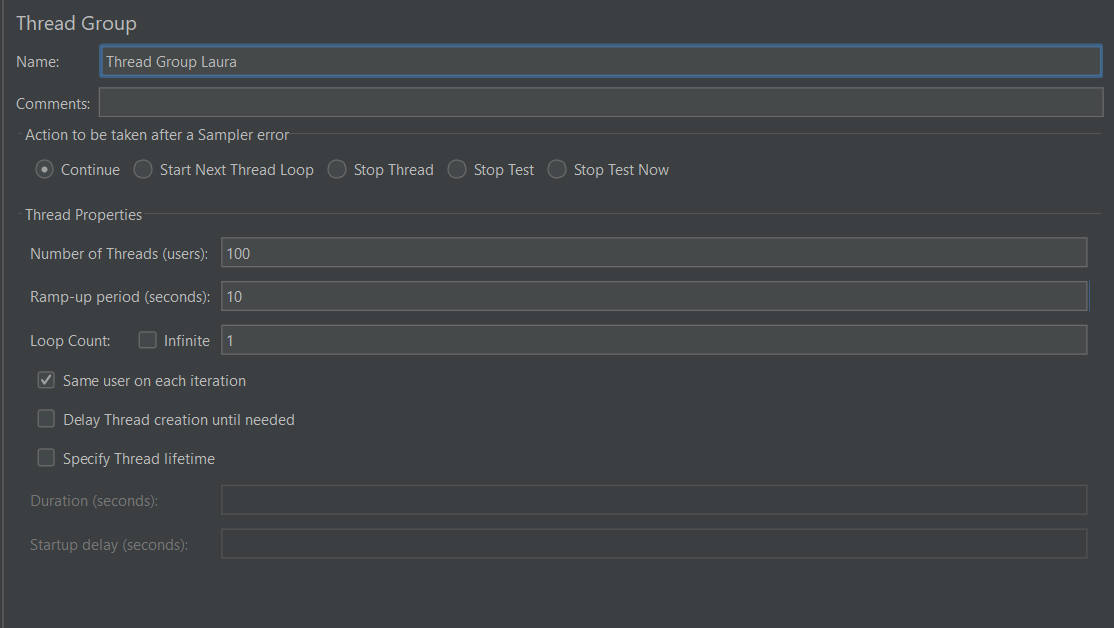 Thread Group
Name: Thread Group Laura
Comments:
Action to be taken after a Sampler error
Continue Start Next Thread Loop Stop Thread Stop Test Stop Test Now
Thread Properties
Number of Threads (users): 100
Ramp-up period (seconds): 10
Loop Count: Infinite 1
Same user on each iteration
Delay Thread creation until needed
Specify Thread lifetime
Duration (seconds):
Startup delay (seconds):